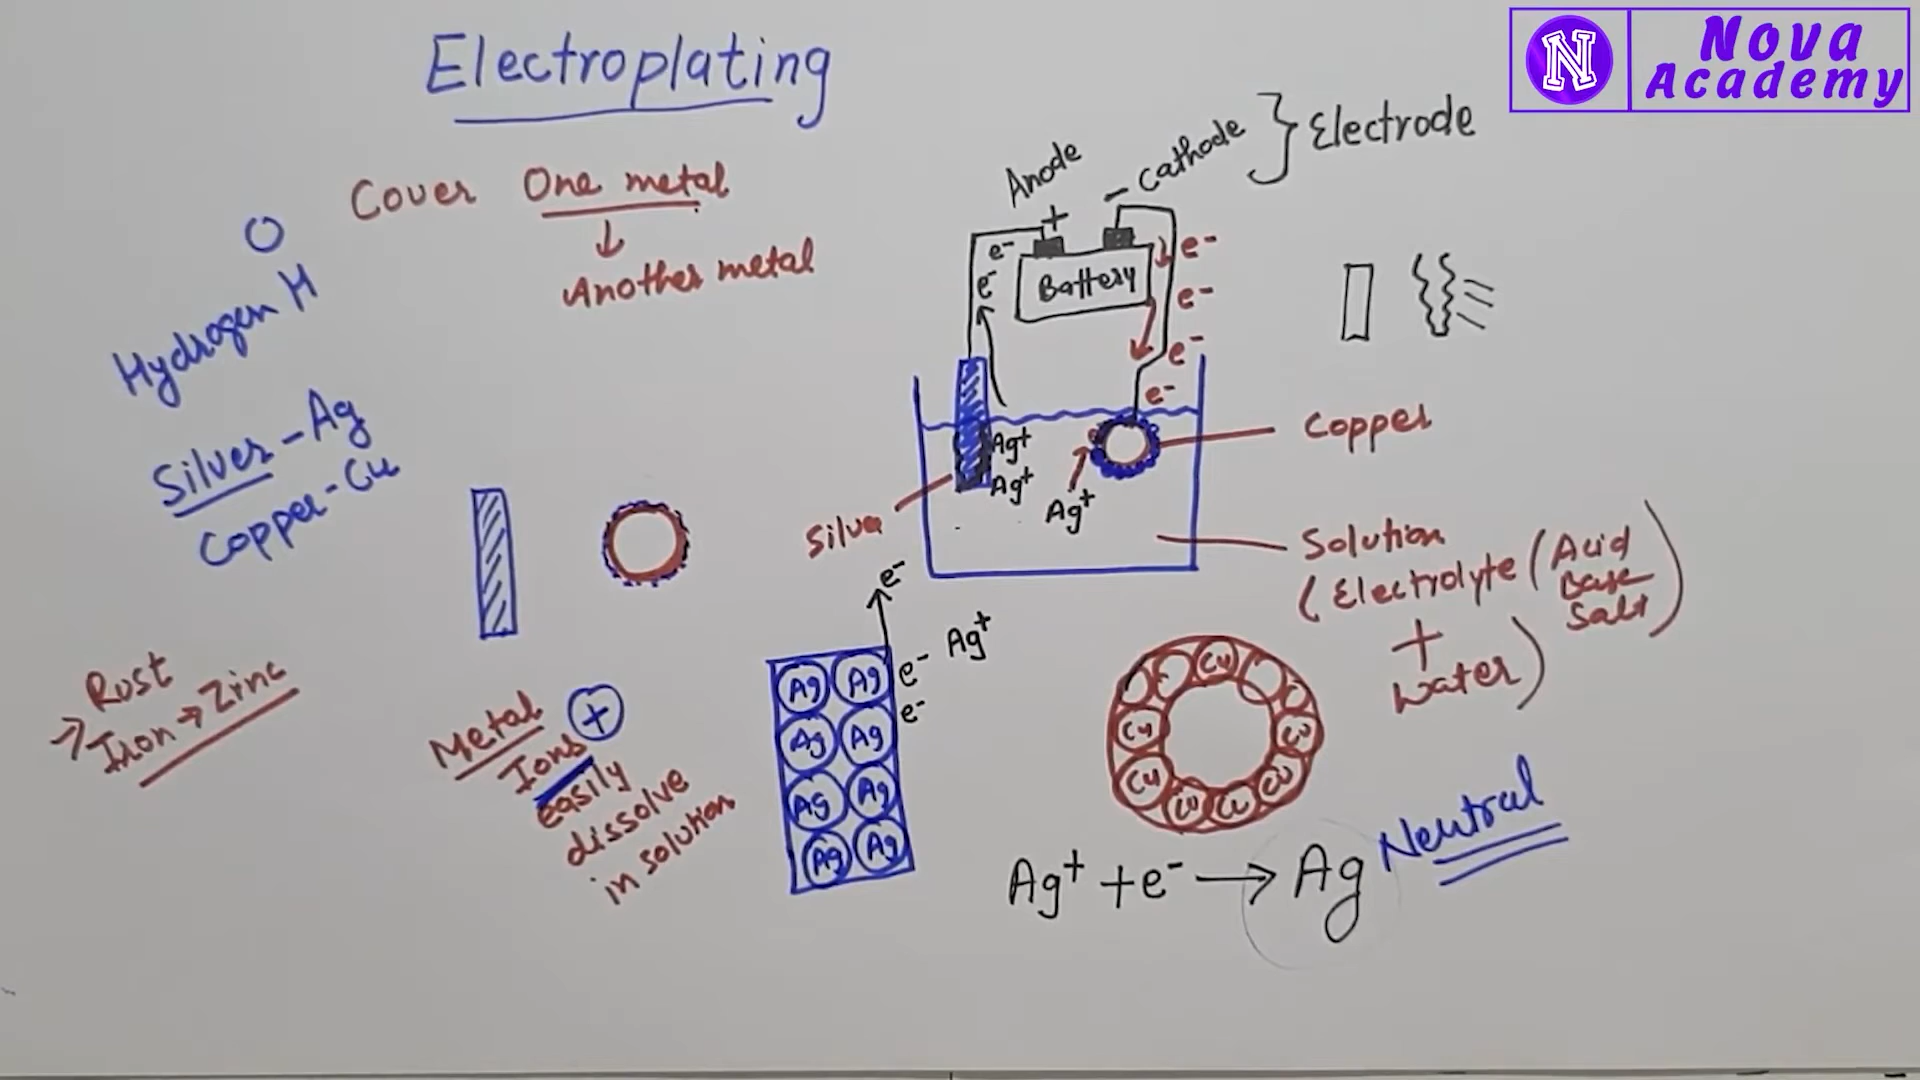 Electroplating
N
Nova
Academy
Cover One metal
↓
Another metal
O
Hydrogen H
Silver - Ag
Copper - Cu
Anode
+
- Cathode } Electrode
Battery
e-
e-
e-
e-
e-
e-
Ag+
Ag+
Ag+
Copper
Silver
Solution
(Electrolyte (Acid
Base
Salt)
+
Water)
Rust
→ Iron → Zinc
Metal
Ions +
easily
dissolve
in solution
e-
Ag+
e-
e-
Ag Ag
Ag Ag
Ag Ag
Ag Ag
Cu
Cu
Cu
Cu
Cu
Cu
Cu
Ag+ + e- → Ag Neutral